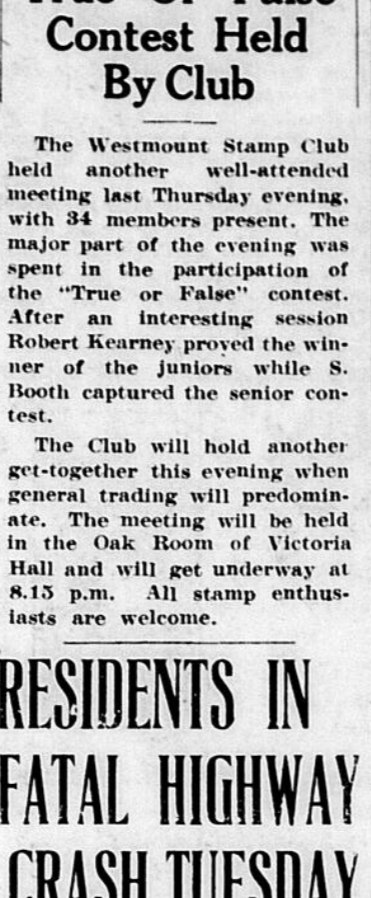 True Or False
Contest Held
By Club
The Westmount Stamp Club
held another well-attended
meeting last Thursday evening,
with 34 members present. The
major part of the evening was
spent in the participation of
the "True or False" contest.
After an interesting session
Robert Kearney proved the win-
ner of the juniors while S.
Booth captured the senior con-
test.
The Club will hold another
get-together this evening when
general trading will predomin-
ate. The meeting will be held
in the Oak Room of Victoria
Hall and will get underway at
8.15 p.m. All stamp enthus-
iasts are welcome.
RESIDENTS IN
FATAL HIGHWAY
CRASH TUESDAY